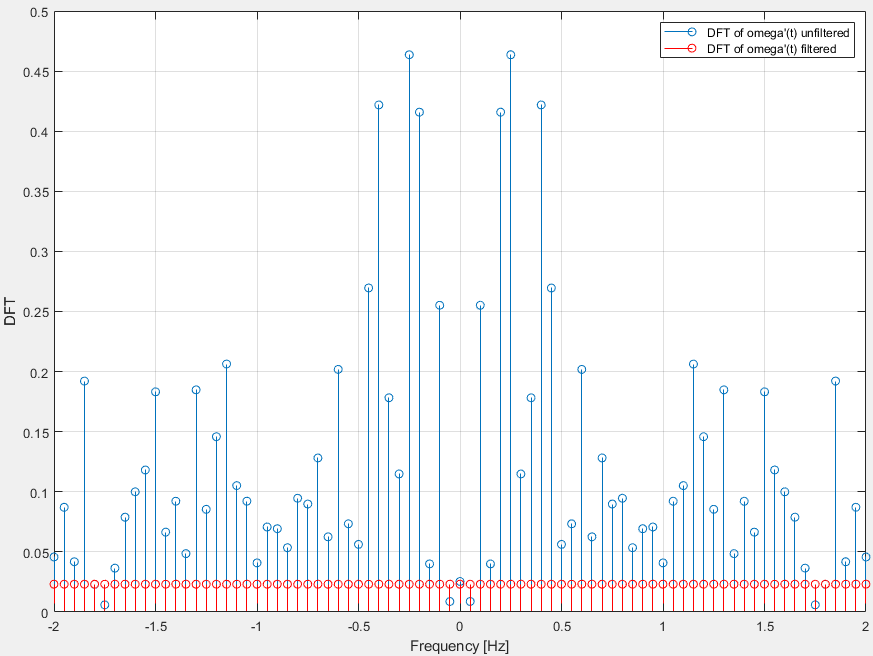 DFT of omega'(t) unfiltered
DFT of omega'(t) filtered
0.5
0.45
0.4
0.35
0.3
0.25
0.2
0.15
0.1
0.05
0
DFT
-2 -1.5 -1 -0.5 0 0.5 1 1.5 2
Frequency [Hz]